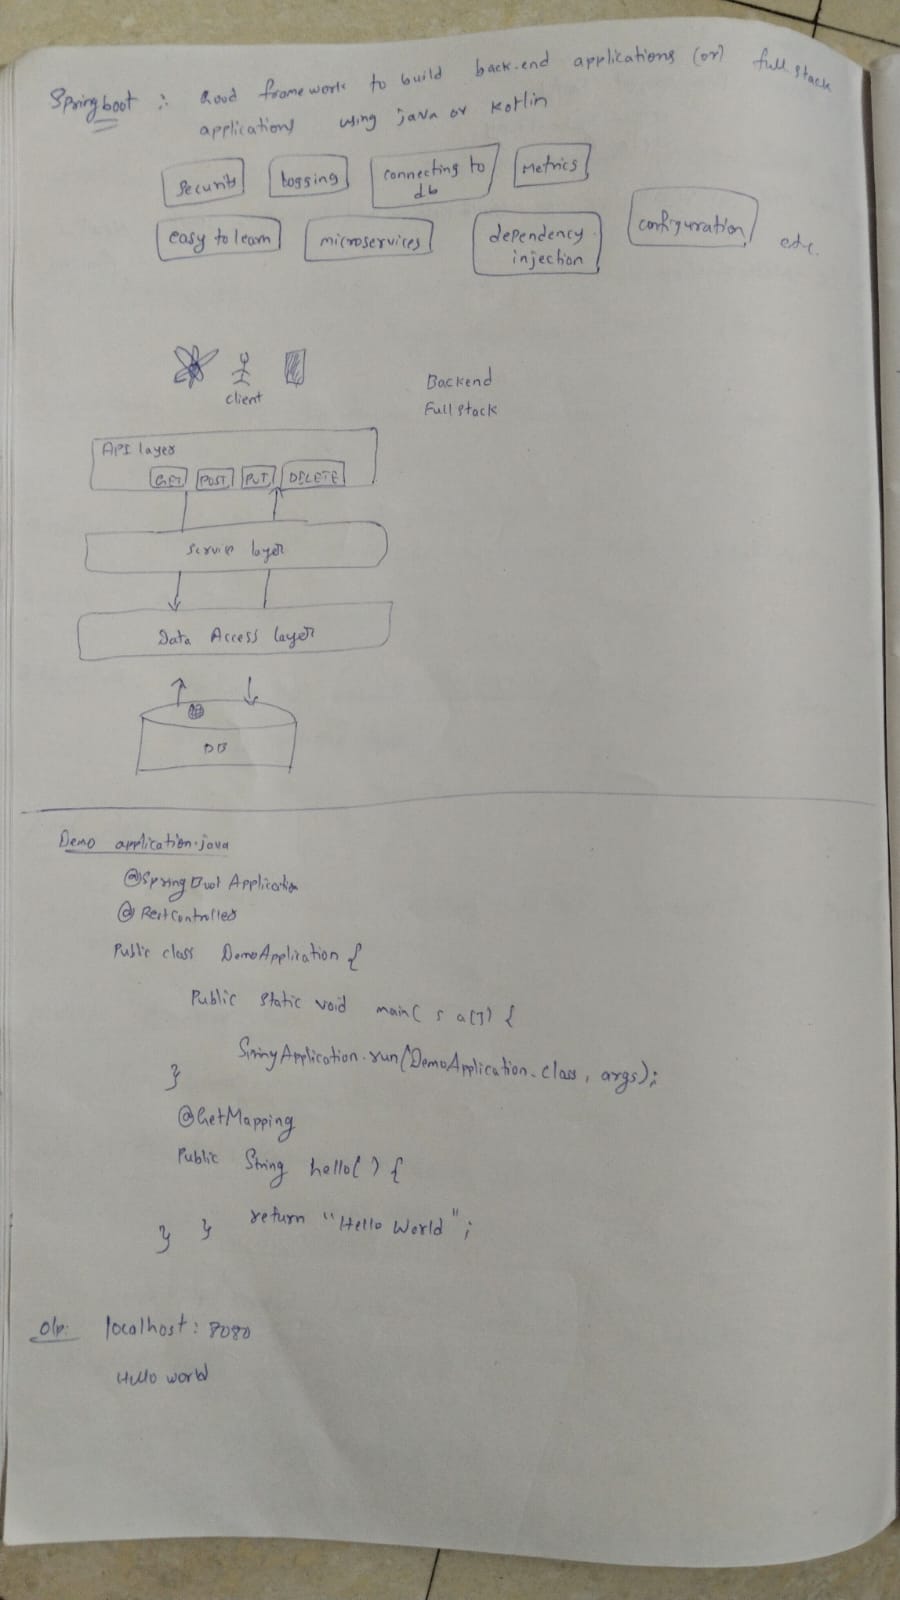 Springboot : Good framework to build back-end applications (or) full stack
applications using java or Kotlin
Security Logging connecting to db Metrics
easy to learn microservices dependency injection configuration etc.
client
Backend
Full stack
API layer
GET POST PUT DELETE
Service layer
Data Access layer
DB
Demo application.java
@SpringBoot Application
@RestController
Public class DemoApplication {
Public static void main( s a[]) {
SpringApplication.run(DemoApplication.class, args);
}
@GetMapping
Public String hello() {
return "Hello World";
} }
O/p: localhost: 8080
Hello world